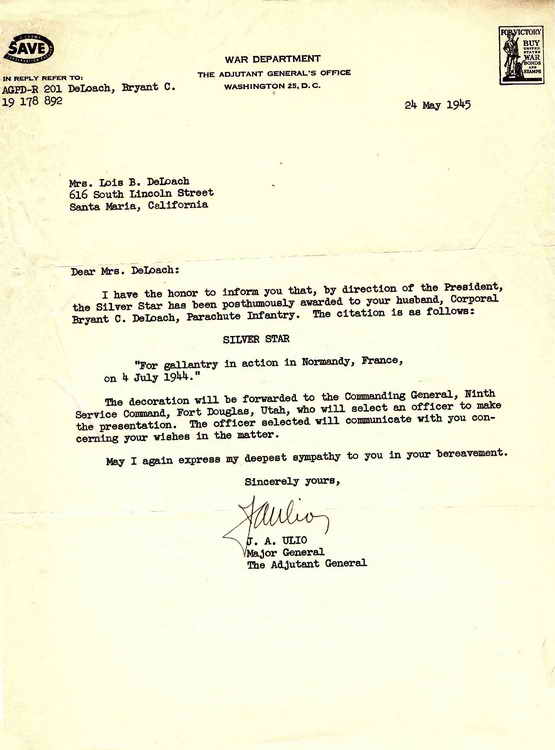 SAVE
FOR VICTORY
BUY
UNITED
STATES
WAR
BONDS
AND
STAMPS
WAR DEPARTMENT
THE ADJUTANT GENERAL'S OFFICE
WASHINGTON 25, D. C.
IN REPLY REFER TO:
AGPD-R 201 DeLoach, Bryant C.
19 178 892
24 May 1945
Mrs. Lois B. DeLoach
616 South Lincoln Street
Santa Maria, California
Dear Mrs. DeLoach:
I have the honor to inform you that, by direction of the President,
the Silver Star has been posthumously awarded to your husband, Corporal
Bryant C. DeLoach, Parachute Infantry. The citation is as follows:
SILVER STAR
"For gallantry in action in Normandy, France,
on 4 July 1944."
The decoration will be forwarded to the Commanding General, Ninth
Service Command, Fort Douglas, Utah, who will select an officer to make
the presentation. The officer selected will communicate with you con-
cerning your wishes in the matter.
May I again express my deepest sympathy to you in your bereavement.
Sincerely yours,
J A Ulio
J. A. ULIO
Major General
The Adjutant General